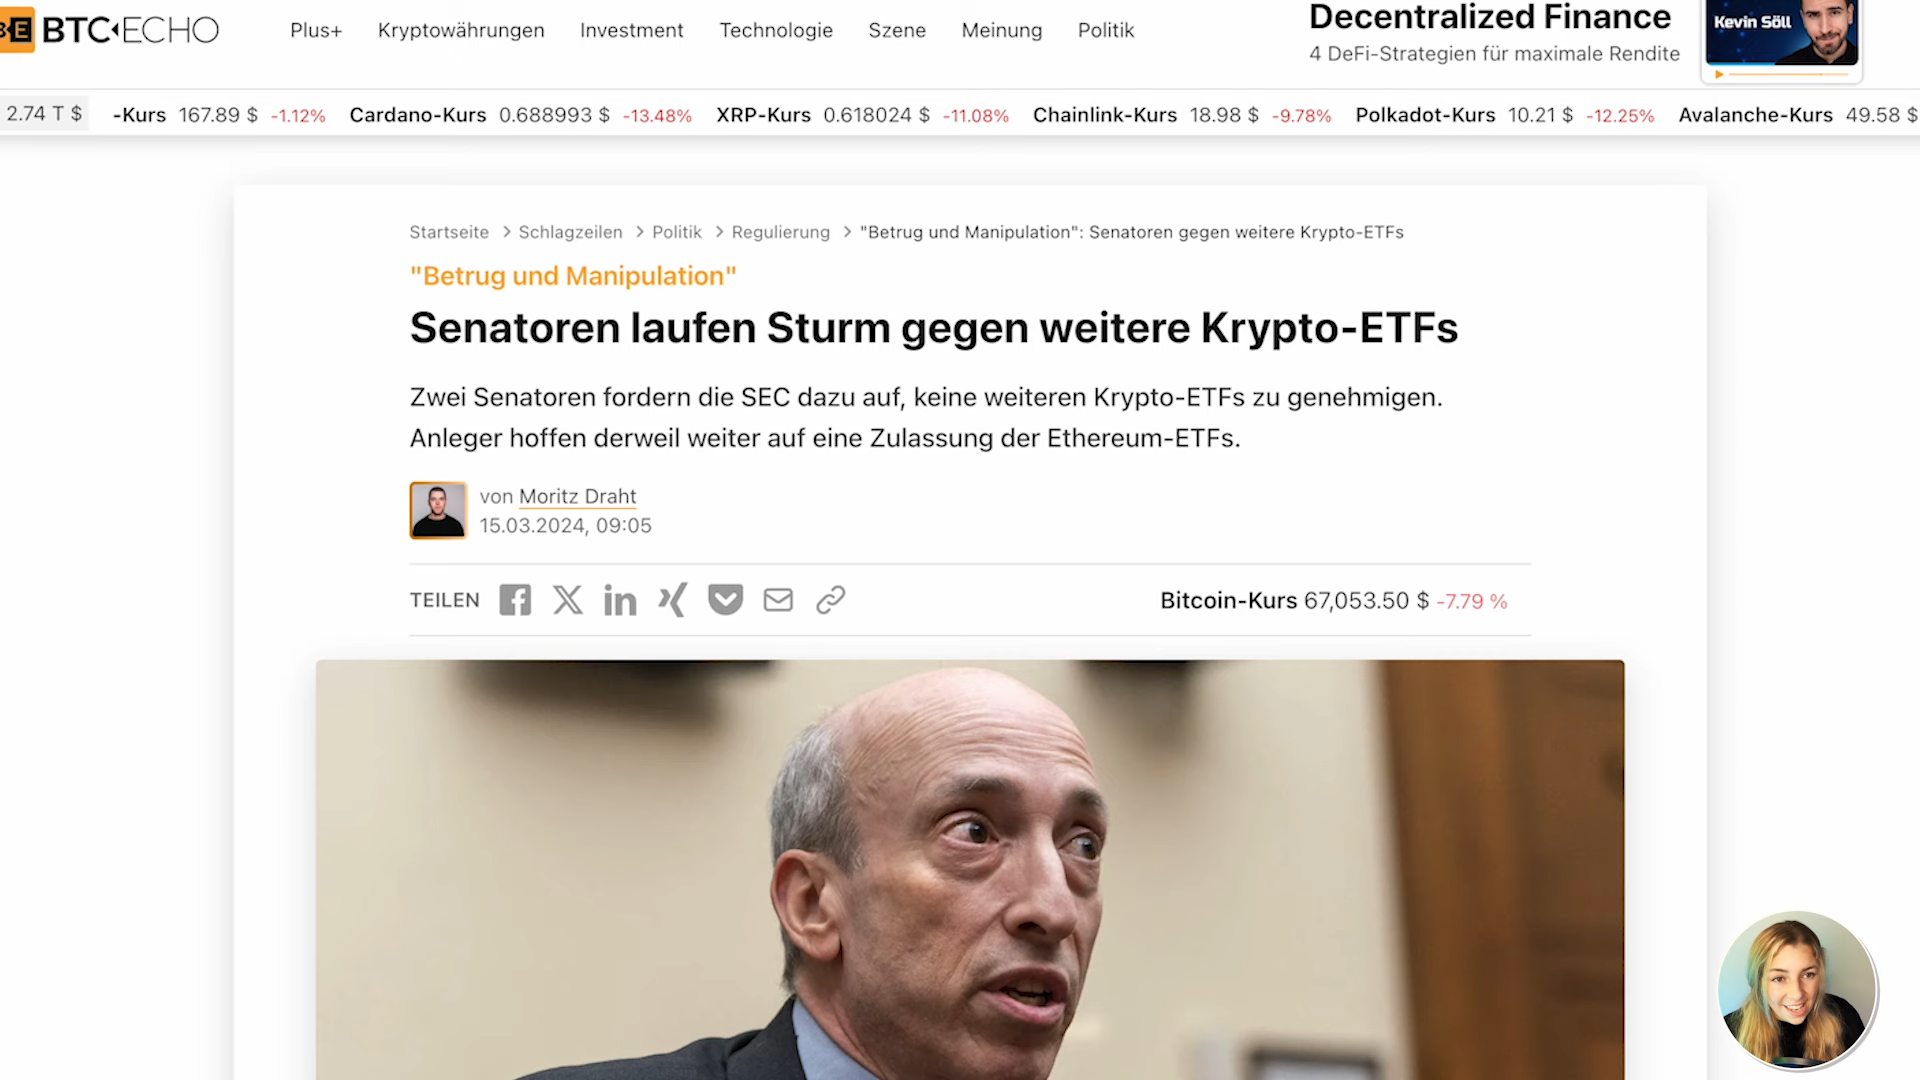 BTC-ECHO
Plus+ Kryptowährungen Investment Technologie Szene Meinung Politik
Decentralized Finance
4 DeFi-Strategien für maximale Rendite
Kevin Söll
2.74 T $ -Kurs 167.89 $ -1.12% Cardano-Kurs 0.688993 $ -13.48% XRP-Kurs 0.618024 $ -11.08% Chainlink-Kurs 18.98 $ -9.78% Polkadot-Kurs 10.21 $ -12.25% Avalanche-Kurs 49.58 $
Startseite > Schlagzeilen > Politik > Regulierung > "Betrug und Manipulation": Senatoren gegen weitere Krypto-ETFs
"Betrug und Manipulation"
Senatoren laufen Sturm gegen weitere Krypto-ETFs
Zwei Senatoren fordern die SEC dazu auf, keine weiteren Krypto-ETFs zu genehmigen.
Anleger hoffen derweil weiter auf eine Zulassung der Ethereum-ETFs.
von Moritz Draht
15.03.2024, 09:05
TEILEN
Bitcoin-Kurs 67,053.50 $ -7.79 %